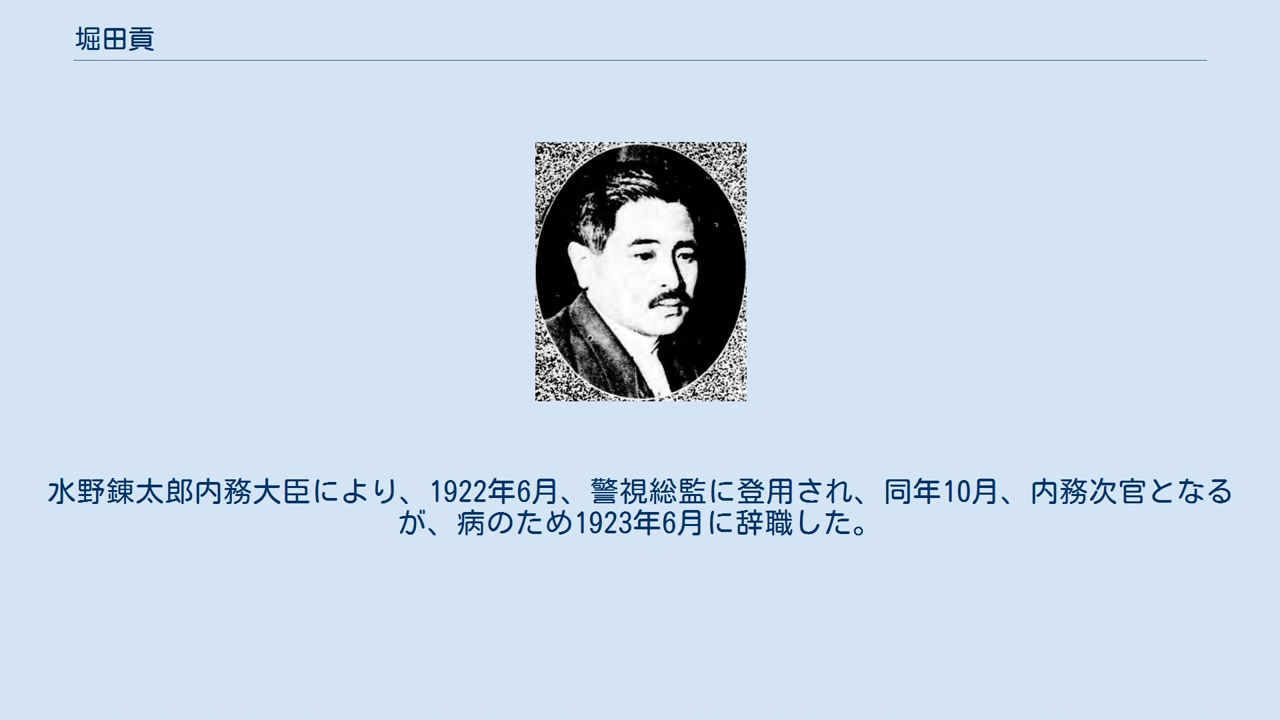 堀田貢
水野錬太郎内務大臣により、1922年6月、警視総監に登用され、同年10月、内務次官となる
が、病のため1923年6月に辞職した。